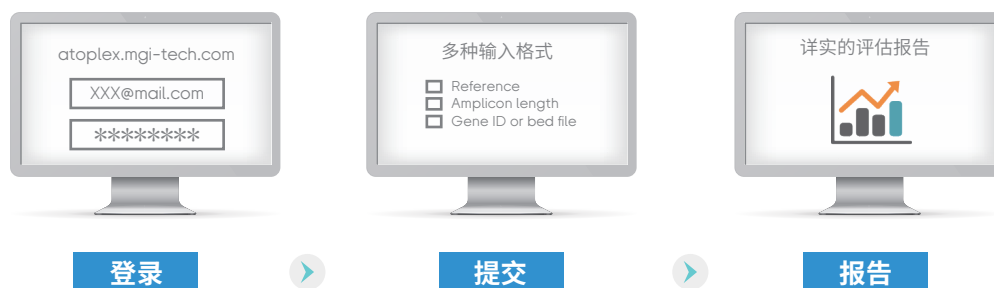 atoplex.mgi-tech.com
XXX@mail.com
********
多种输入格式
Reference
Amplicon length
Gene ID or bed file
详实的评估报告
登录
提交
报告